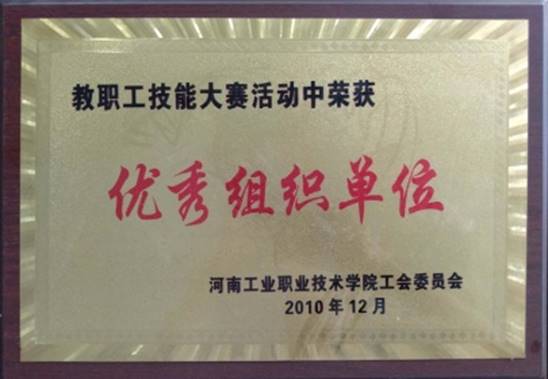 教职工技能大赛活动中荣获
优秀组织单位
河南工业职业技术学院工会委员会
2010年12月